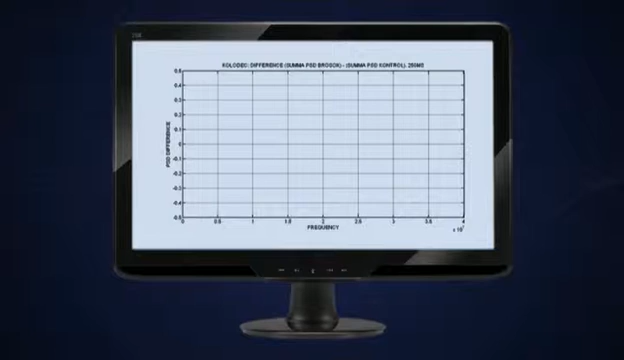 KOLODEC: DIFFERENCE (SUMMA PSD BROSOK) - (SUMMA PSD KONTROL). 250MS
0.5
0.4
0.3
0.2
0.1
0
-0.1
-0.2
-0.3
-0.4
-0.5
PSD DIFFERENCE
0 0.5 1 1.5 2 2.5 3 3.5 4
FREQUENCY